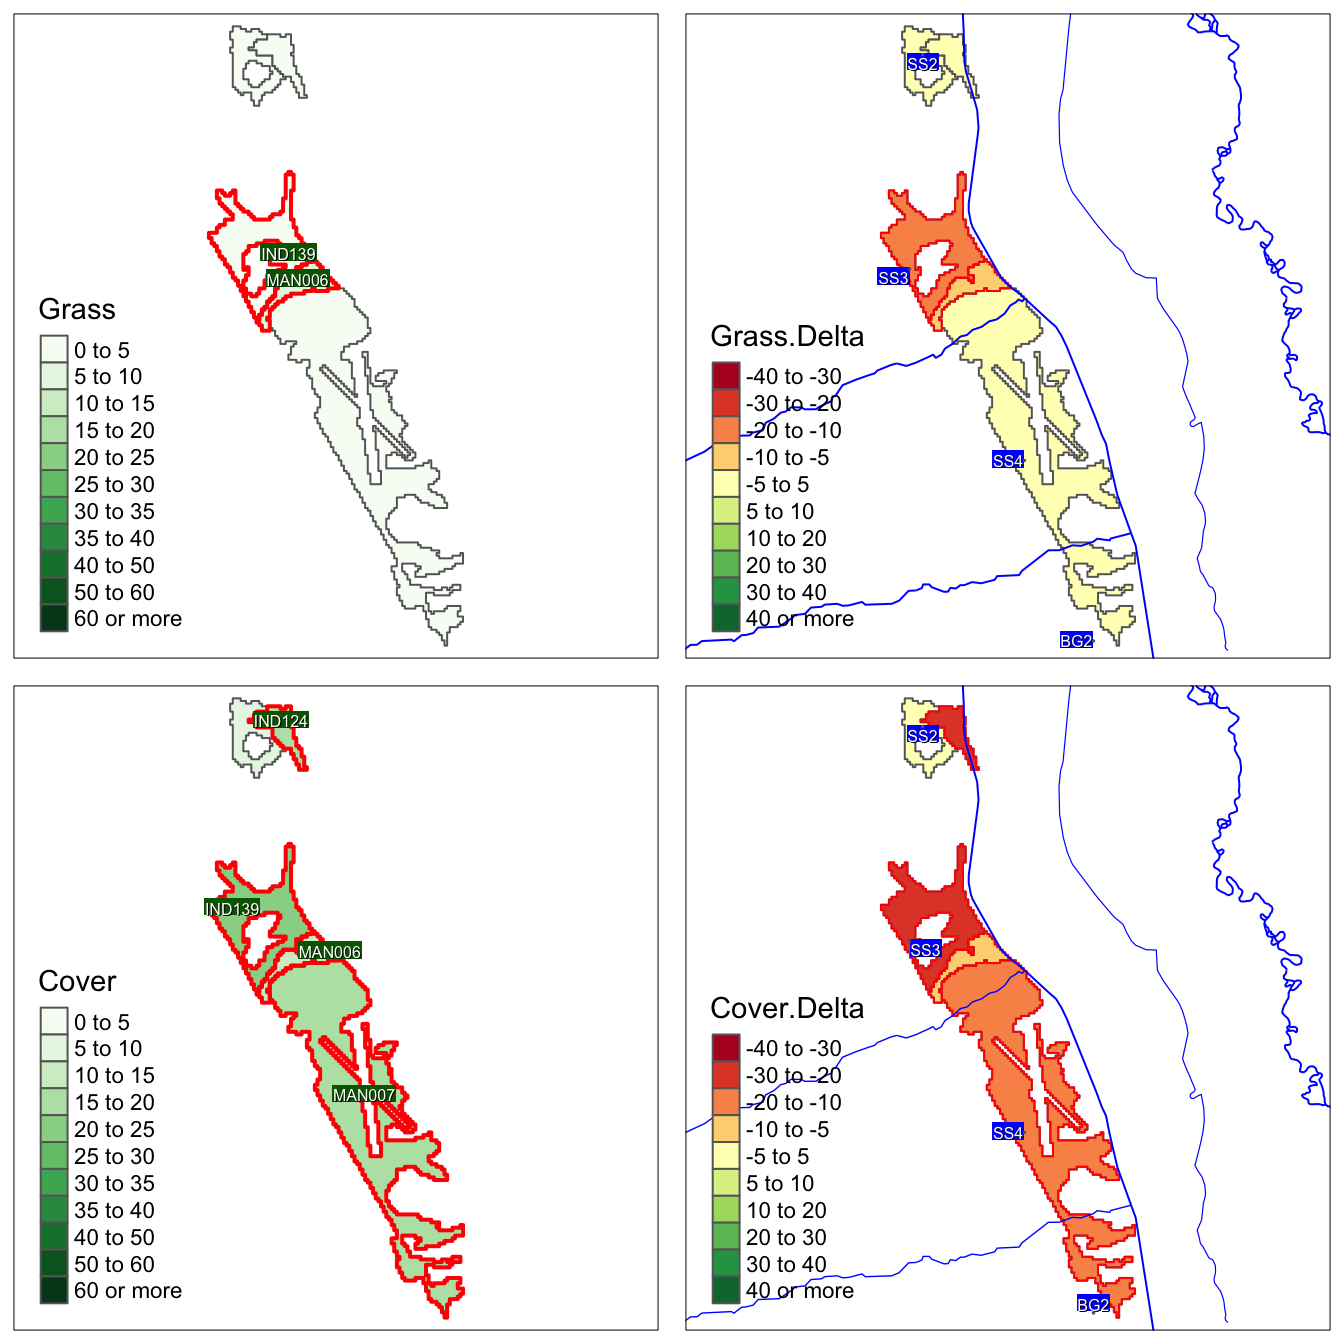 IND139
MAN006
Grass
0 to 5
5 to 10
10 to 15
15 to 20
20 to 25
25 to 30
30 to 35
35 to 40
40 to 50
50 to 60
60 or more
SS2
SS3
Grass.Delta
-40 to -30
-30 to -20
-20 to -10
-10 to -5
-5 to 5
5 to 10
10 to 20
20 to 30
30 to 40
40 or more
SS4
BG2
IND124
IND139
MAN006
Cover
0 to 5
5 to 10
10 to 15
15 to 20
20 to 25
25 to 30
30 to 35
35 to 40
40 to 50
50 to 60
60 or more
MAN007
SS2
SS3
Cover.Delta
-40 to -30
-30 to -20
-20 to -10
-10 to -5
-5 to 5
5 to 10
10 to 20
20 to 30
30 to 40
40 or more
SS4
BG2